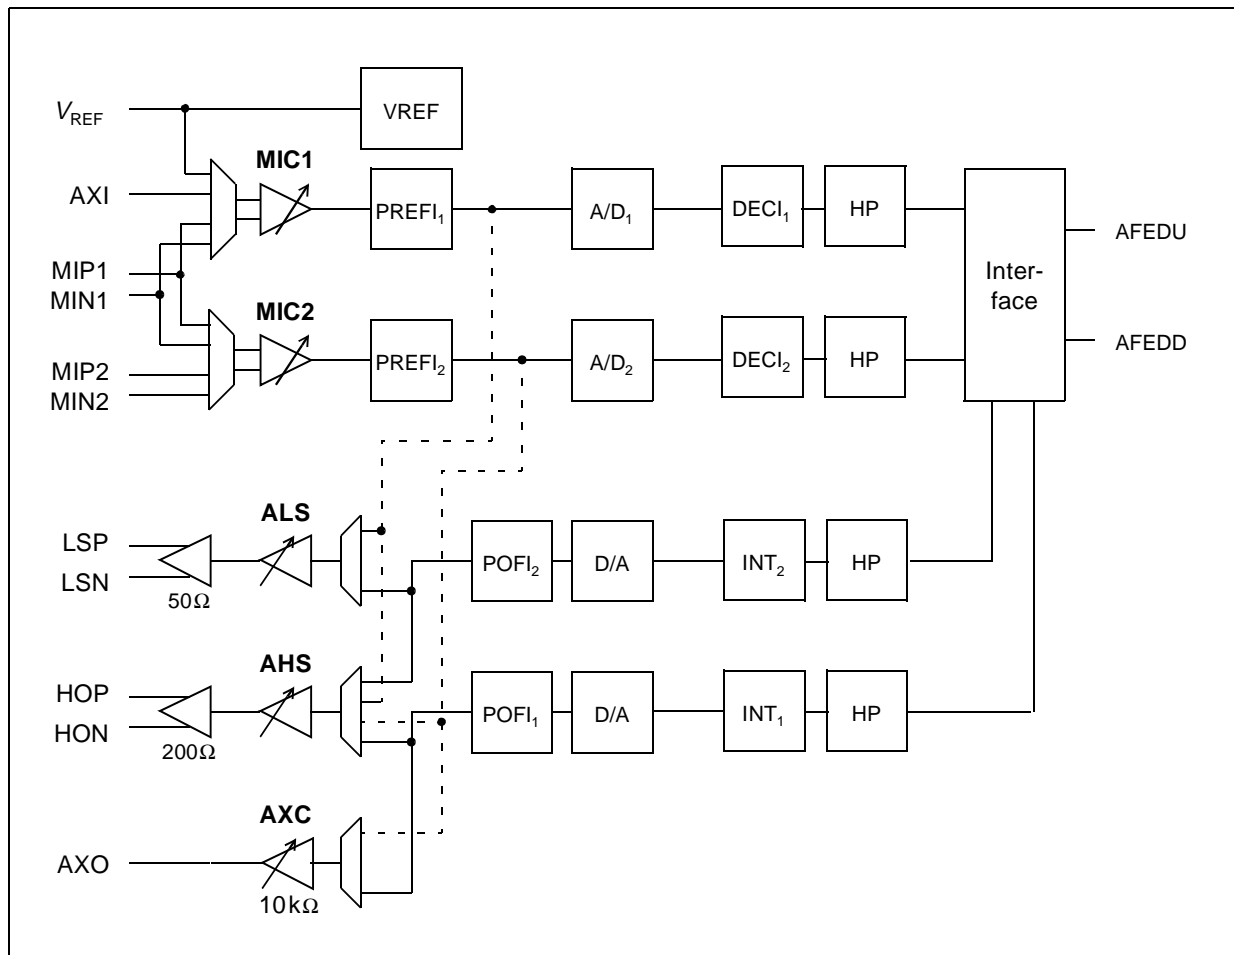 VREF
VREF
MIC1
AXI
PREFI1
A/D1
DECI1
HP
AFEDU
MIP1
MIN1
Inter-
face
MIC2
PREFI2
A/D2
DECI2
HP
AFEDD
MIP2
MIN2
ALS
LSP
LSN
50Ω
POFI2
D/A
INT2
HP
AHS
HOP
HON
200Ω
POFI1
D/A
INT1
HP
AXC
AXO
10kΩ